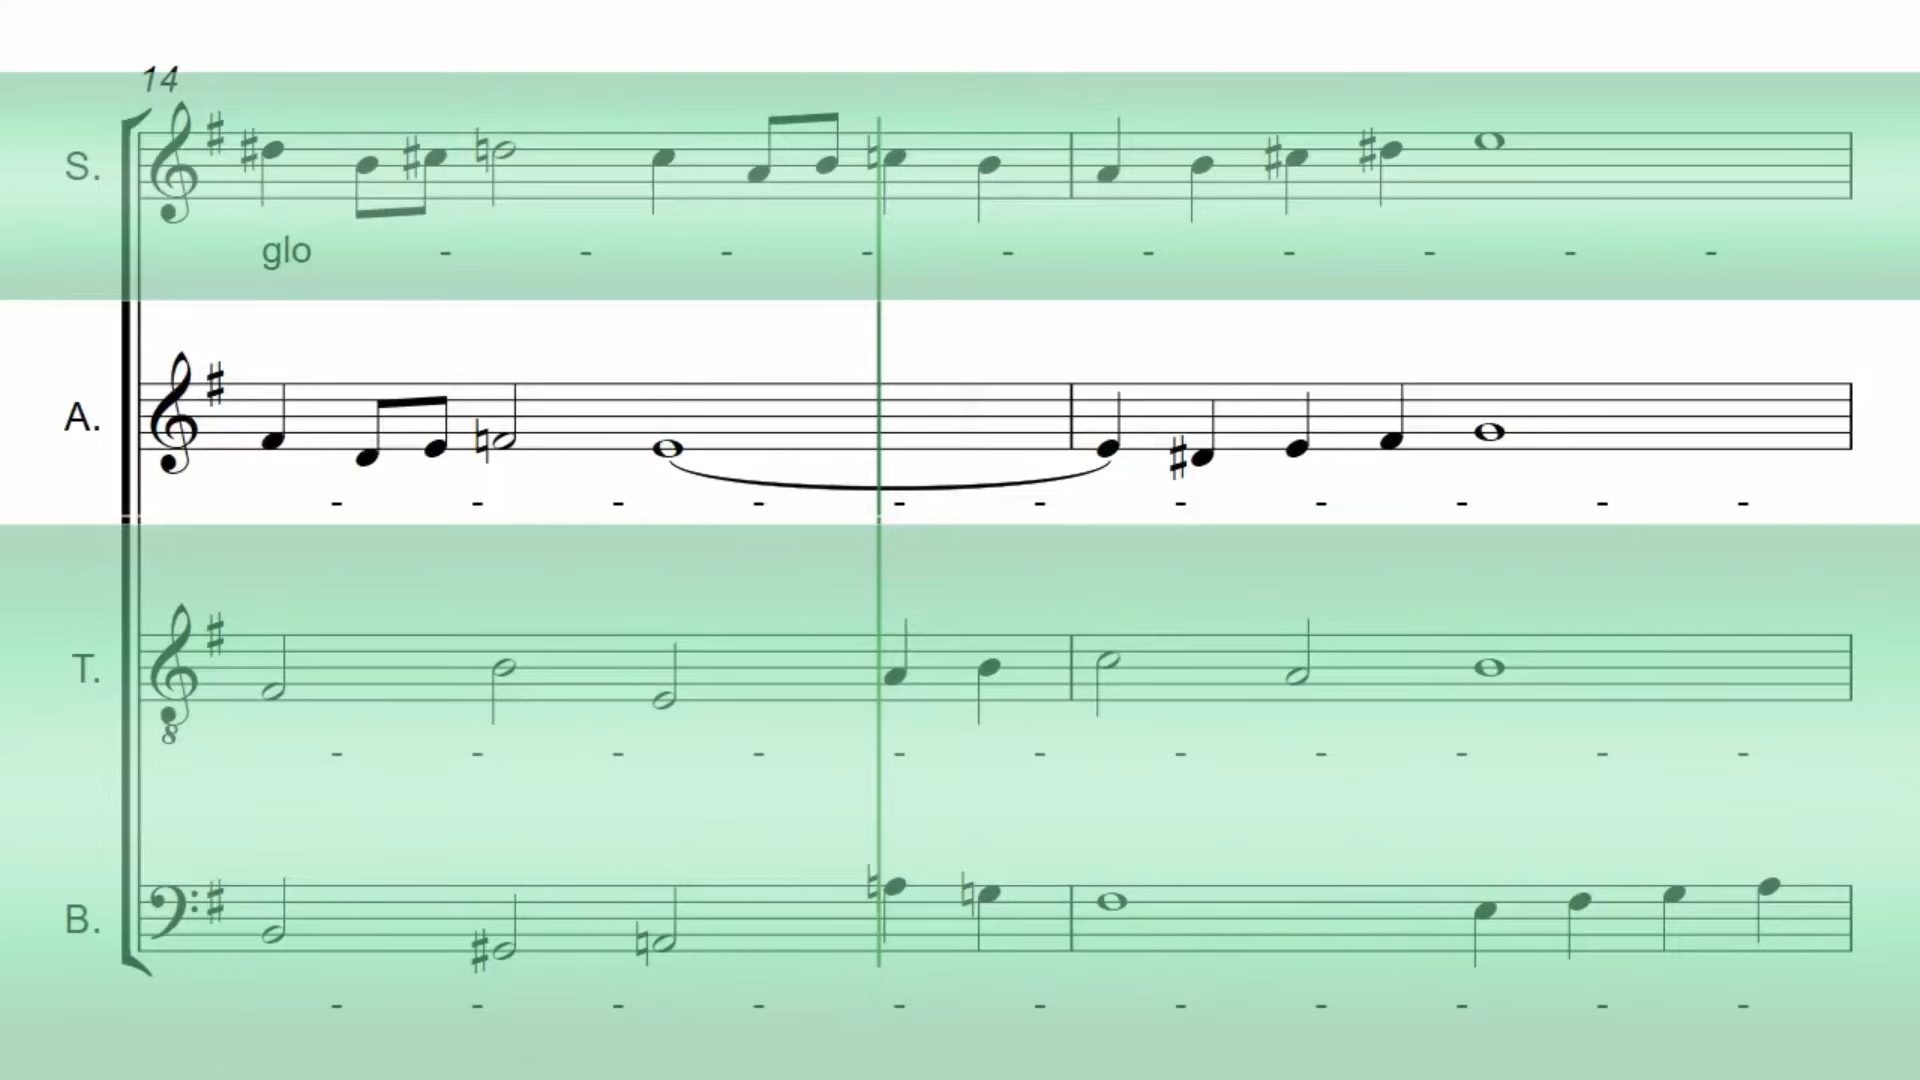 14
S.
glo - - - - - - - - - -
A.
- - - - - - - - - - -
T.
8
- - - - - - - - - - -
B.
- - - - - - - - - - -